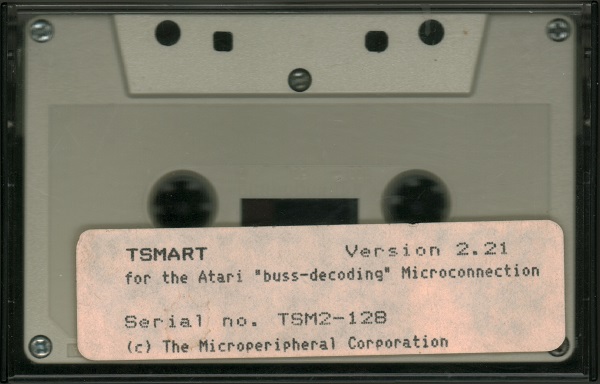 TSMART Version 2.21
for the Atari "buss-decoding" Microconnection
Serial no. TSM2-128
(c) The Microperipheral Corporation